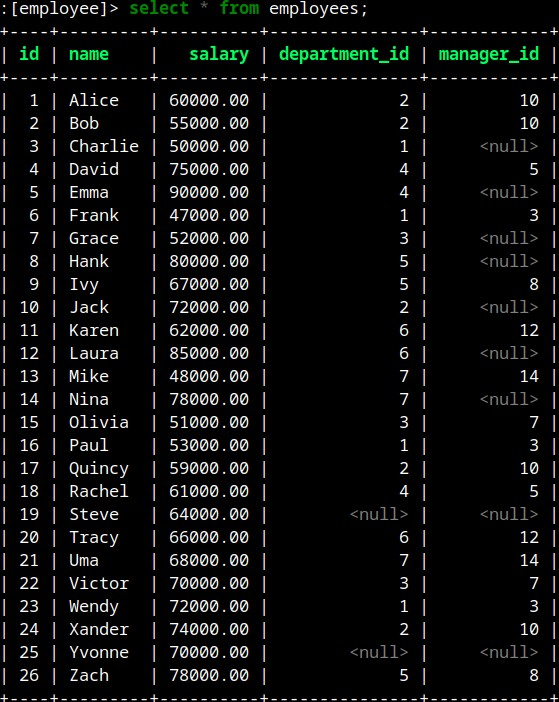 :[employee]> select * from employees;
+----+---------+----------+---------------+------------+
| id | name    |   salary | department_id | manager_id |
+----+---------+----------+---------------+------------+
|  1 | Alice   | 60000.00 |             2 |         10 |
|  2 | Bob     | 55000.00 |             2 |         10 |
|  3 | Charlie | 50000.00 |             1 |     <null> |
|  4 | David   | 75000.00 |             4 |          5 |
|  5 | Emma    | 90000.00 |             4 |     <null> |
|  6 | Frank   | 47000.00 |             1 |          3 |
|  7 | Grace   | 52000.00 |             3 |     <null> |
|  8 | Hank    | 80000.00 |             5 |     <null> |
|  9 | Ivy     | 67000.00 |             5 |          8 |
| 10 | Jack    | 72000.00 |             2 |     <null> |
| 11 | Karen   | 62000.00 |             6 |         12 |
| 12 | Laura   | 85000.00 |             6 |     <null> |
| 13 | Mike    | 48000.00 |             7 |         14 |
| 14 | Nina    | 78000.00 |             7 |     <null> |
| 15 | Olivia  | 51000.00 |             3 |          7 |
| 16 | Paul    | 53000.00 |             1 |          3 |
| 17 | Quincy  | 59000.00 |             2 |         10 |
| 18 | Rachel  | 61000.00 |             4 |          5 |
| 19 | Steve   | 64000.00 |        <null> |     <null> |
| 20 | Tracy   | 66000.00 |             6 |         12 |
| 21 | Uma     | 68000.00 |             7 |         14 |
| 22 | Victor  | 70000.00 |             3 |          7 |
| 23 | Wendy   | 72000.00 |             1 |          3 |
| 24 | Xander  | 74000.00 |             2 |         10 |
| 25 | Yvonne  | 70000.00 |        <null> |     <null> |
| 26 | Zach    | 78000.00 |             5 |          8 |
+----+---------+----------+---------------+------------+